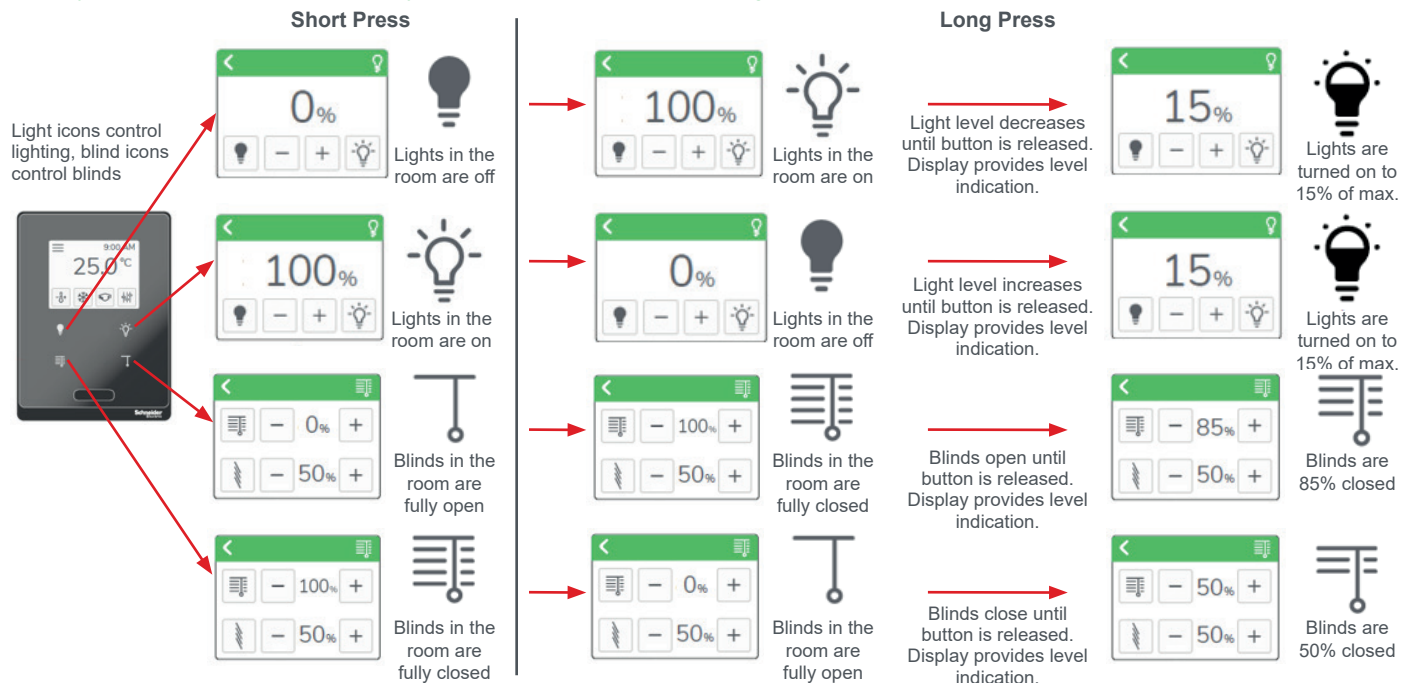 Short Press
Long Press
Light icons control
lighting, blind icons
control blinds
9:00 AM
25.0 °C
Schneider
Electric
0%
Lights in the
room are off
100%
Lights in the
room are on
Light level decreases
until button is released.
Display provides level
indication.
15%
Lights are
turned on to
15% of max.
100%
Lights in the
room are on
0%
Lights in the
room are off
Light level increases
until button is released.
Display provides level
indication.
15%
Lights are
turned on to
15% of max.
0%
50%
Blinds in the
room are
fully open
100%
50%
Blinds in the
room are
fully closed
Blinds open until
button is released.
Display provides level
indication.
85%
50%
Blinds are
85% closed
100%
50%
Blinds in the
room are
fully closed
0%
50%
Blinds in the
room are
fully open
Blinds close until
button is released.
Display provides level
indication.
50%
50%
Blinds are
50% closed